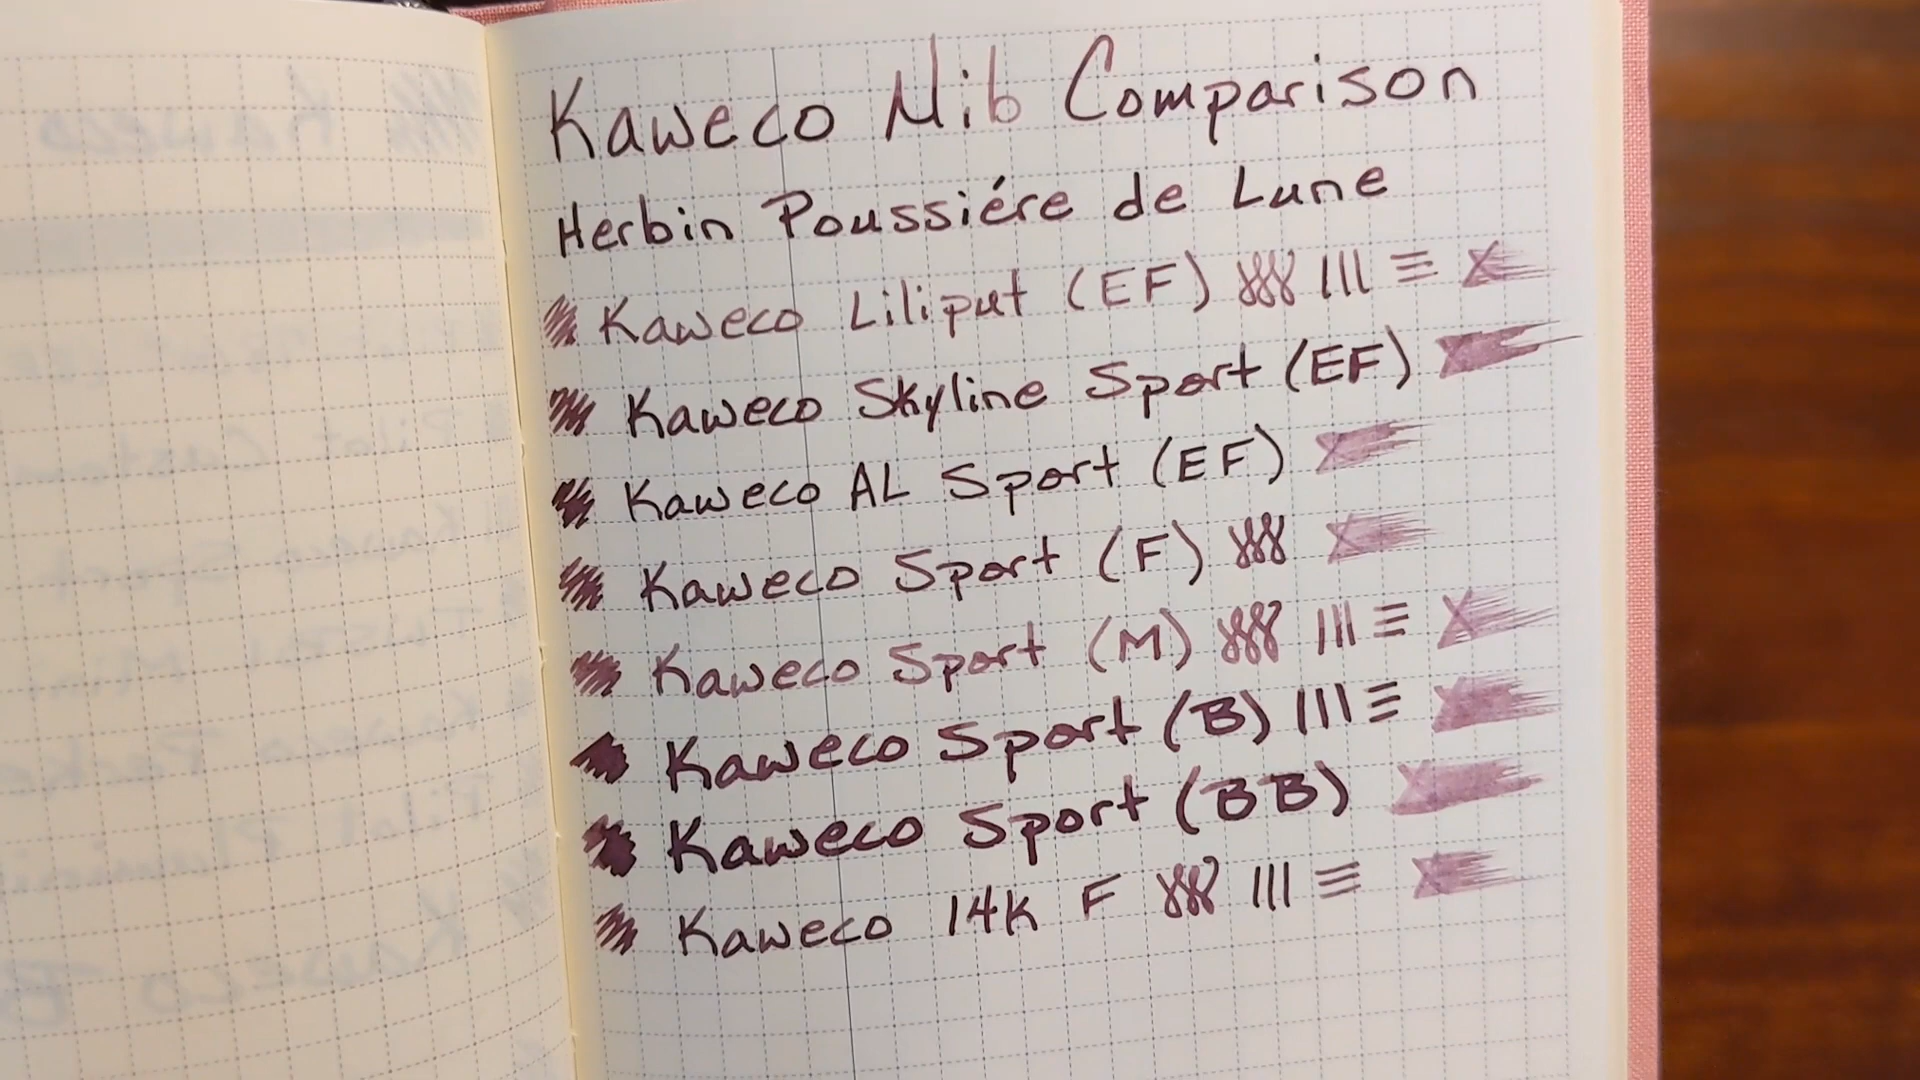 Kaweco Nib Comparison
Herbin Poussiére de Lune
Kaweco Liliput (EF)
Kaweco Skyline Sport (EF)
Kaweco AL Sport (EF)
Kaweco Sport (F)
Kaweco Sport (M)
Kaweco Sport (B)
Kaweco Sport (BB)
Kaweco 14K F